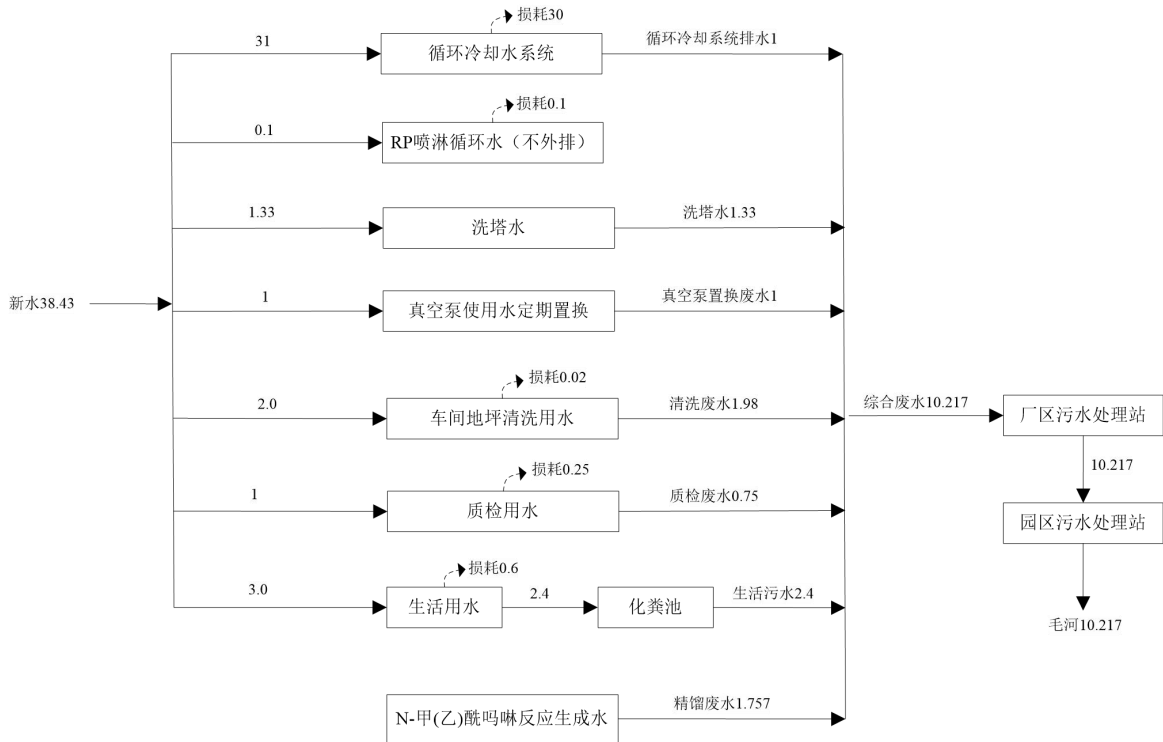 损耗30
31
循环冷却水系统
循环冷却系统排水1
损耗0.1
0.1
RP喷淋循环水（不外排）
1.33
洗塔水
洗塔水1.33
新水38.43
1
真空泵使用水定期置换
真空泵置换废水1
损耗0.02
2.0
车间地坪清洗用水
清洗废水1.98
综合废水10.217
厂区污水处理站
10.217
损耗0.25
1
质检用水
质检废水0.75
园区污水处理站
损耗0.6
3.0
生活用水
2.4
化粪池
生活污水2.4
毛河10.217
N-甲(乙)酰吗啉反应生成水
精馏废水1.757